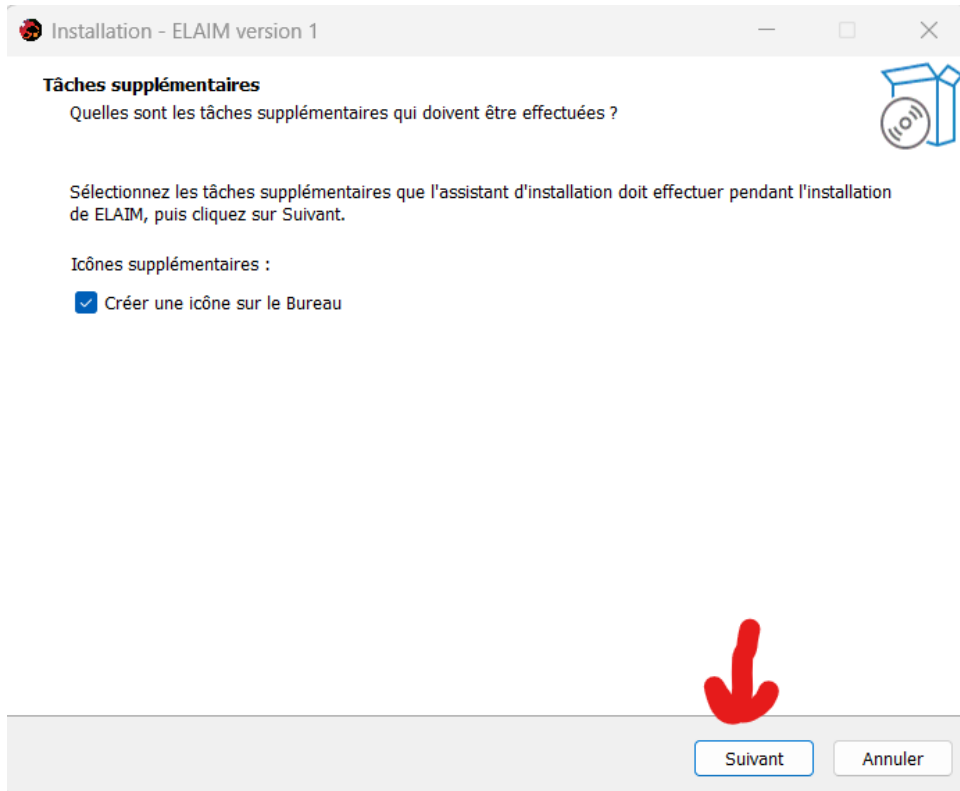 Installation - ELAIM version 1
Tâches supplémentaires
Quelles sont les tâches supplémentaires qui doivent être effectuées ?
Sélectionnez les tâches supplémentaires que l'assistant d'installation doit effectuer pendant l'installation
de ELAIM, puis cliquez sur Suivant.
Icônes supplémentaires :
Créer une icône sur le Bureau
Suivant Annuler